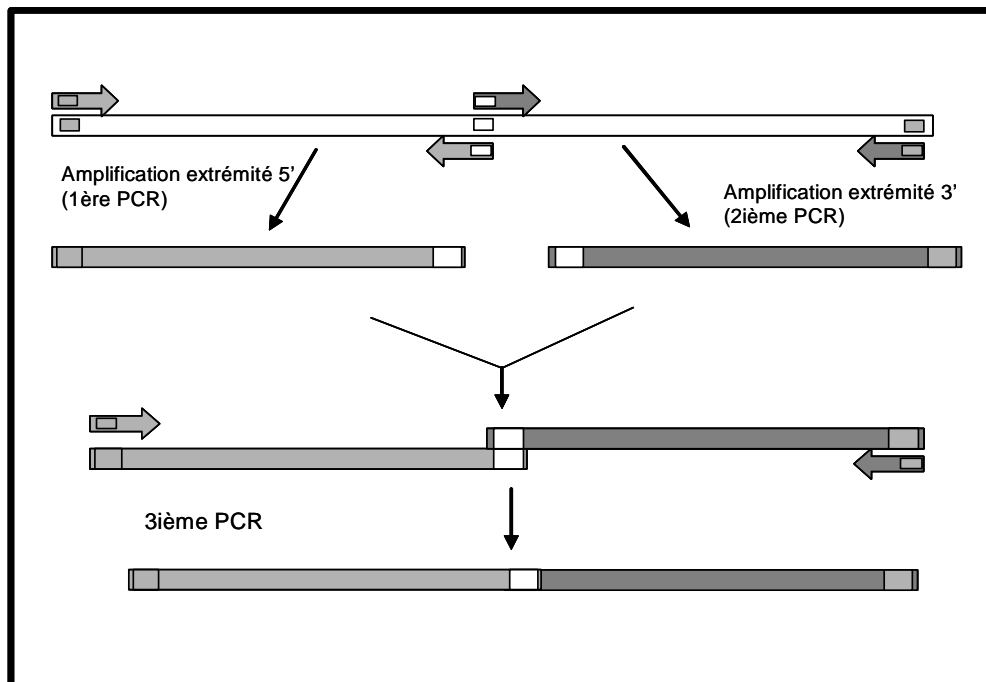 Amplification extrémité 5’
(1ère PCR)
Amplification extrémité 3’
(2ième PCR)
3ième PCR